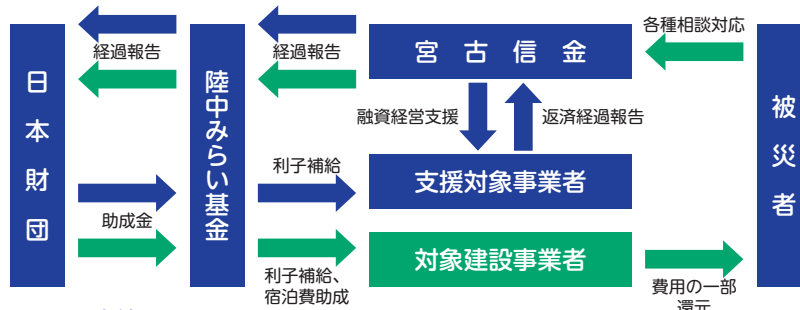 各種相談対応
経過報告
経過報告
宮古信金
日本財団
陸中みらい基金
被災者
融資経営支援
返済経過報告
利子補給
支援対象事業者
助成金
対象建設事業者
利子補給、
宿泊費助成
費用の一部
還元